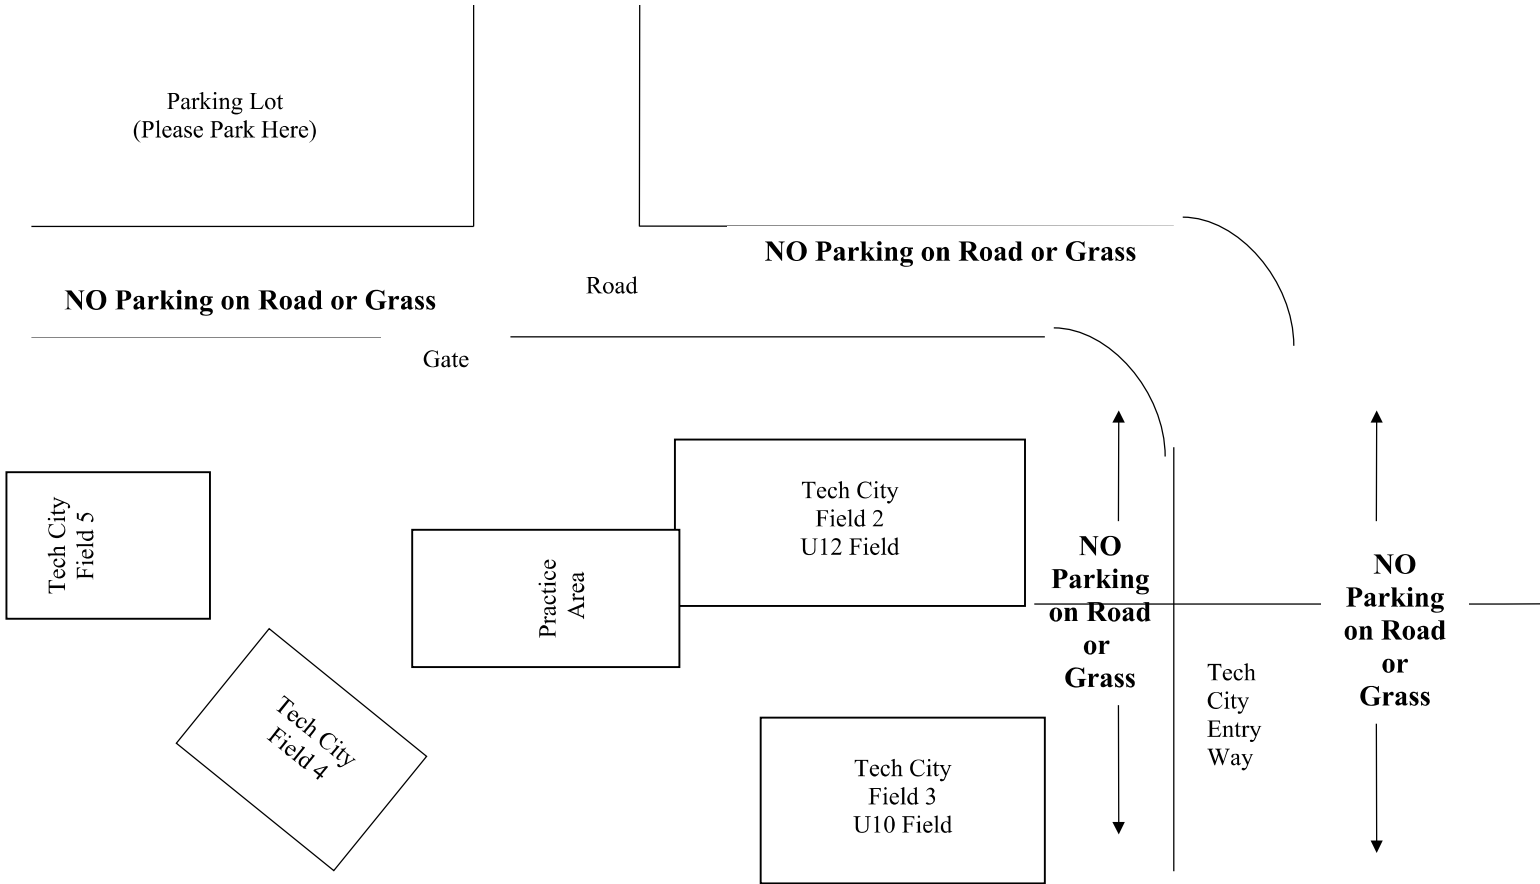 Parking Lot
(Please Park Here)
NO Parking on Road or Grass
Road
NO Parking on Road or Grass
Gate
Tech City
Field 5
Practice
Area
Tech City
Field 2
U12 Field
NO
Parking
on Road
or
Grass
NO
Parking
on Road
or
Grass
Tech
City
Entry
Way
Tech City
Field 4
Tech City
Field 3
U10 Field